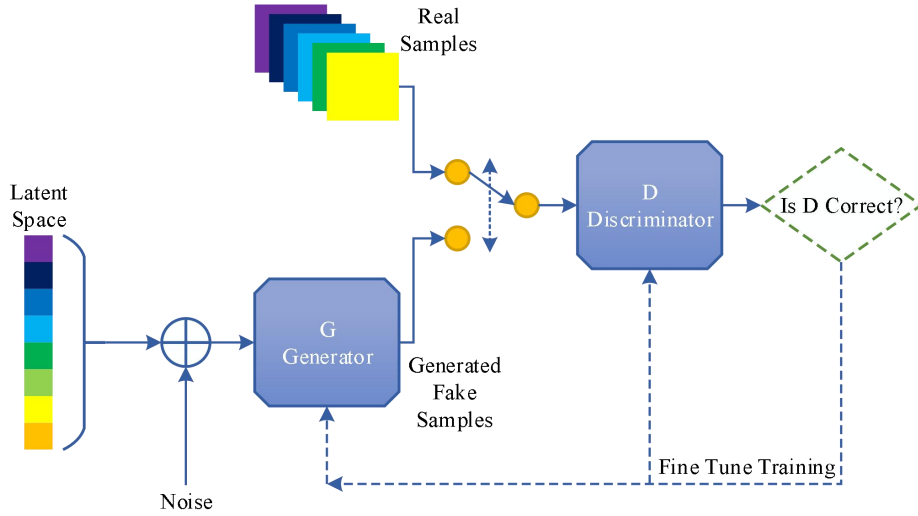 Real
Samples
Latent
Space
D
Discriminator
Is D Correct?
G
Generator
Generated
Fake
Samples
Fine Tune Training
Noise